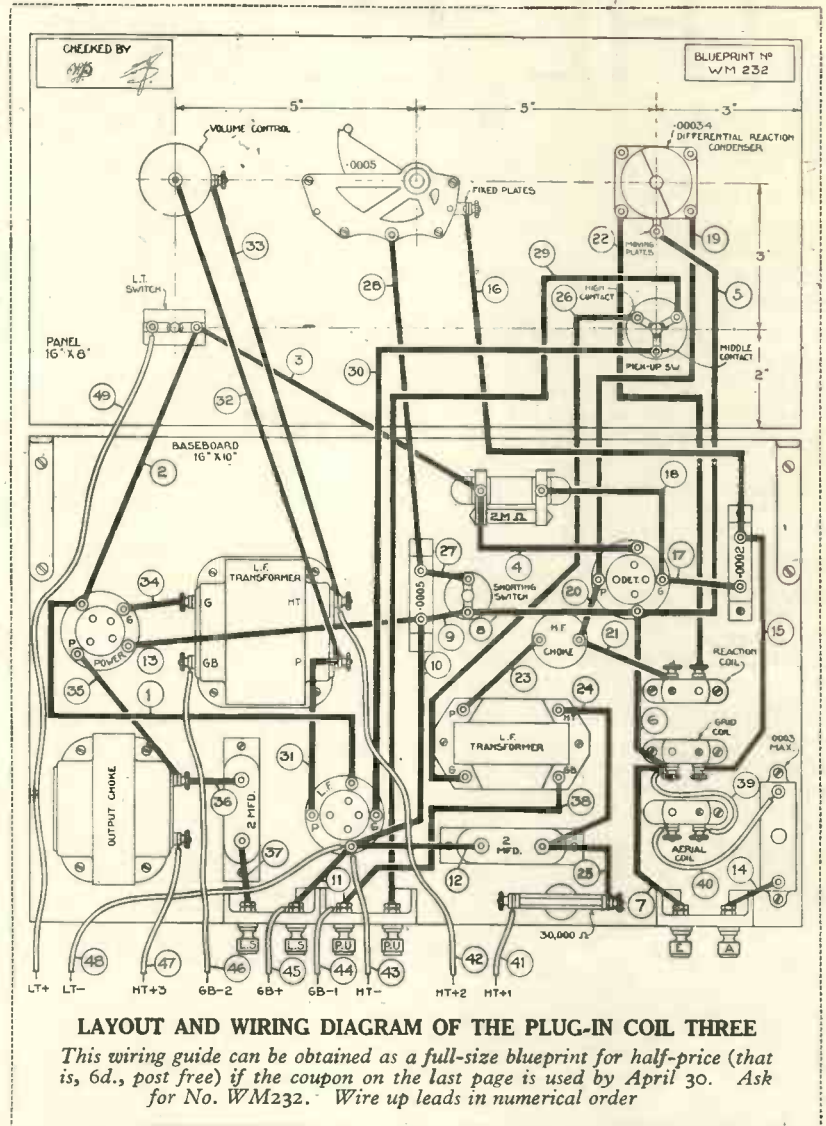 CHECKED BY
BLUEPRINT Nº
WM 232
5"
5"
3"
VOLUME CONTROL
.0005
FIXED PLATES
.00034
DIFFERENTIAL REACTION
CONDENSER
22
MOVING
PLATES
19
3"
33
29
L.T.
SWITCH
28
16
26
HIGH
CONTACT
5
PANEL
16" X 8"
3
30
MIDDLE
CONTACT
PICK-UP SW.
49
32
2"
BASEBOARD
16" X 10"
2
2 M Ω
18
4
34
L.F.
TRANSFORMER
G
HT
27
SHORTING
SWITCH
.0005
20
DET.
P
G
17
.0002
G
P
POWER
13
GB
P
9
8
H.F.
CHOKE
21
15
35
10
REACTION
COIL
1
23
24
6
P
HT
L.F.
TRANSFORMER
GRID
COIL
.0003
MAX.
31
L.F.
G
GB
OUTPUT CHOKE
36
2 MFD.
P
G
38
39
37
2
MFD.
AERIAL
COIL
12
25
40
14
11
7
30,000 Ω
L.S
L.S
P.U
P.U
E
A
48
47
46
45
44
43
42
41
LT+
LT-
HT+3
GB-2
GB+
GB-1
HT-
HT+2
HT+1
LAYOUT AND WIRING DIAGRAM OF THE PLUG-IN COIL THREE
This wiring guide can be obtained as a full-size blueprint for half-price (that
is, 6d., post free) if the coupon on the last page is used by April 30. Ask
for No. WM232. Wire up leads in numerical order